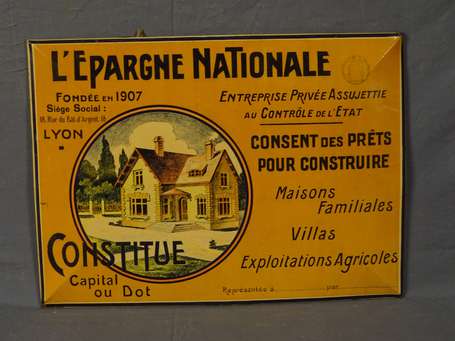 L'EPARGNE NATIONALE
FONDÉE EN 1907
Siège Social :
LYON
ENTREPRISE PRIVÉE ASSUJETTIE
AU CONTRÔLE DE L'ETAT
CONSENT DES PRÊTS
POUR CONSTRUIRE
Maisons
Familiales
Villas
Exploitations Agricoles
CONSTITUE
Capital
ou Dot
Représentée à par